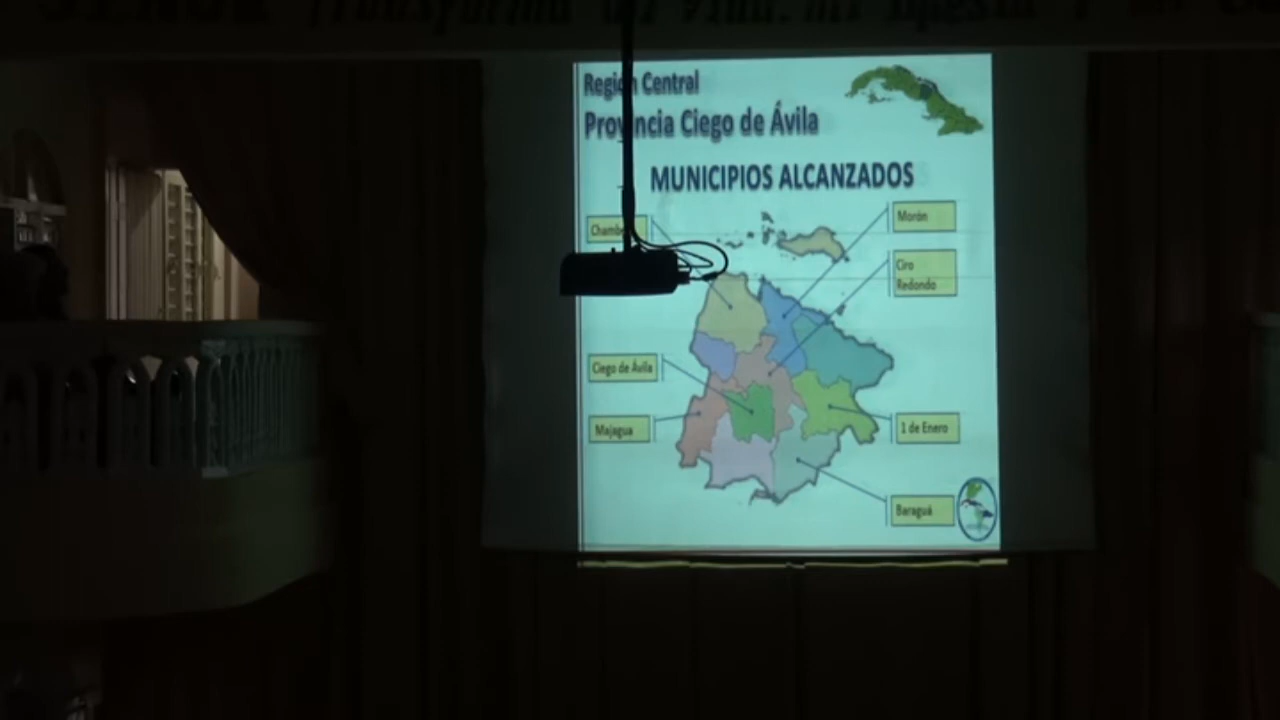 Transforma
Region Central
Provincia Ciego de Ávila
MUNICIPIOS ALCANZADOS
Morón
Ciro
Redondo
Ciego de Ávila
Majagua
1 de Enero
Baraguá